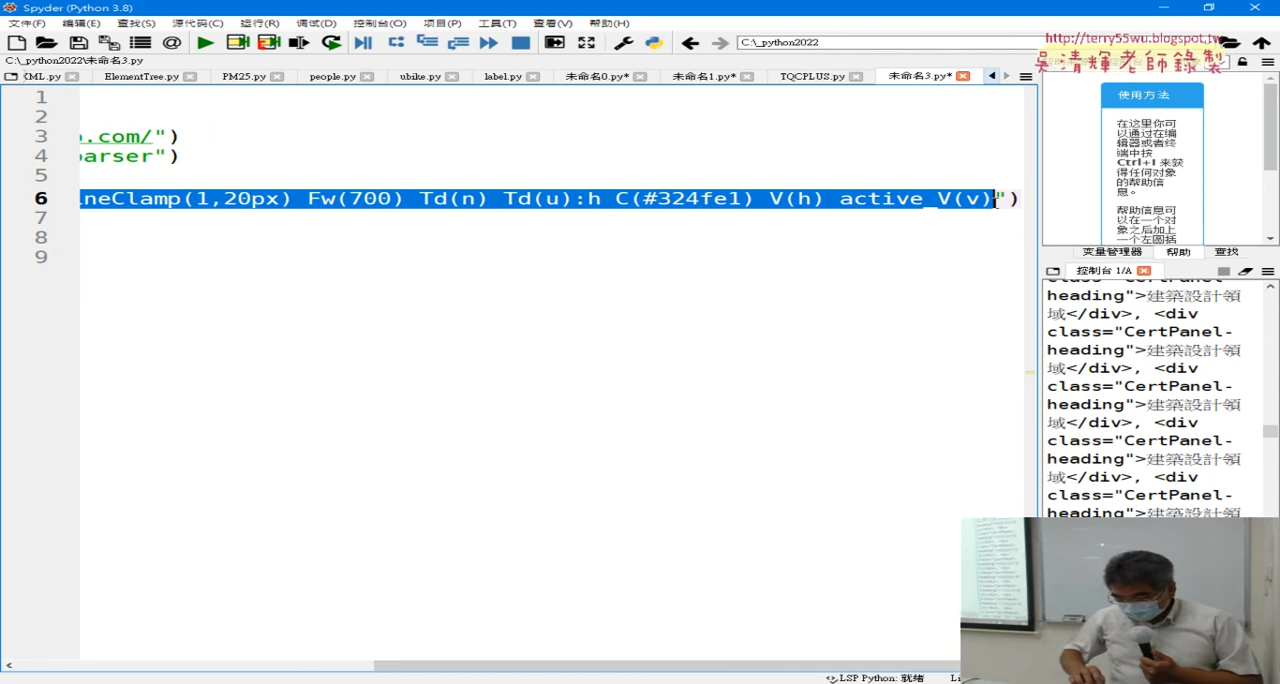 Spyder (Python 3.8)
文件(F) 编辑(E) 查找(S) 源代码(C) 运行(R) 调试(D) 控制台(O) 项目(P) 工具(T) 查看(V) 帮助(H)
C:\_python2022
http://terry55wu.blogspot.tw
吳清輝老師錄製
C:\_python2022\未命名3.py
KML.py ElementTree.py PM25.py people.py ubike.py label.py 未命名0.py* 未命名1.py* TQCPLUS.py 未命名3.py*
1
2
3 o.com/")
4 parser")
5
6 ineClamp(1,20px) Fw(700) Td(n) Td(u):h C(#324fe1) V(h) active_V(v)")
7
8
9
使用方法
在这里你可
以通过在编
辑器或者终
端中按
Ctrl+I 来获
得任何对象
的帮助信
息。
帮助信息可
以在一个对
象之后加上
一个左圆括
变量管理器 帮助 查找
控制台 1/A
class="CertPanel-
heading">建築設計領
域</div>, <div
class="CertPanel-
heading">建築設計領
域</div>, <div
class="CertPanel-
heading">建築設計領
域</div>, <div
class="CertPanel-
heading">建築設計領
域</div>, <div
class="CertPanel-
heading">建築設計領
LSP Python: 就绪